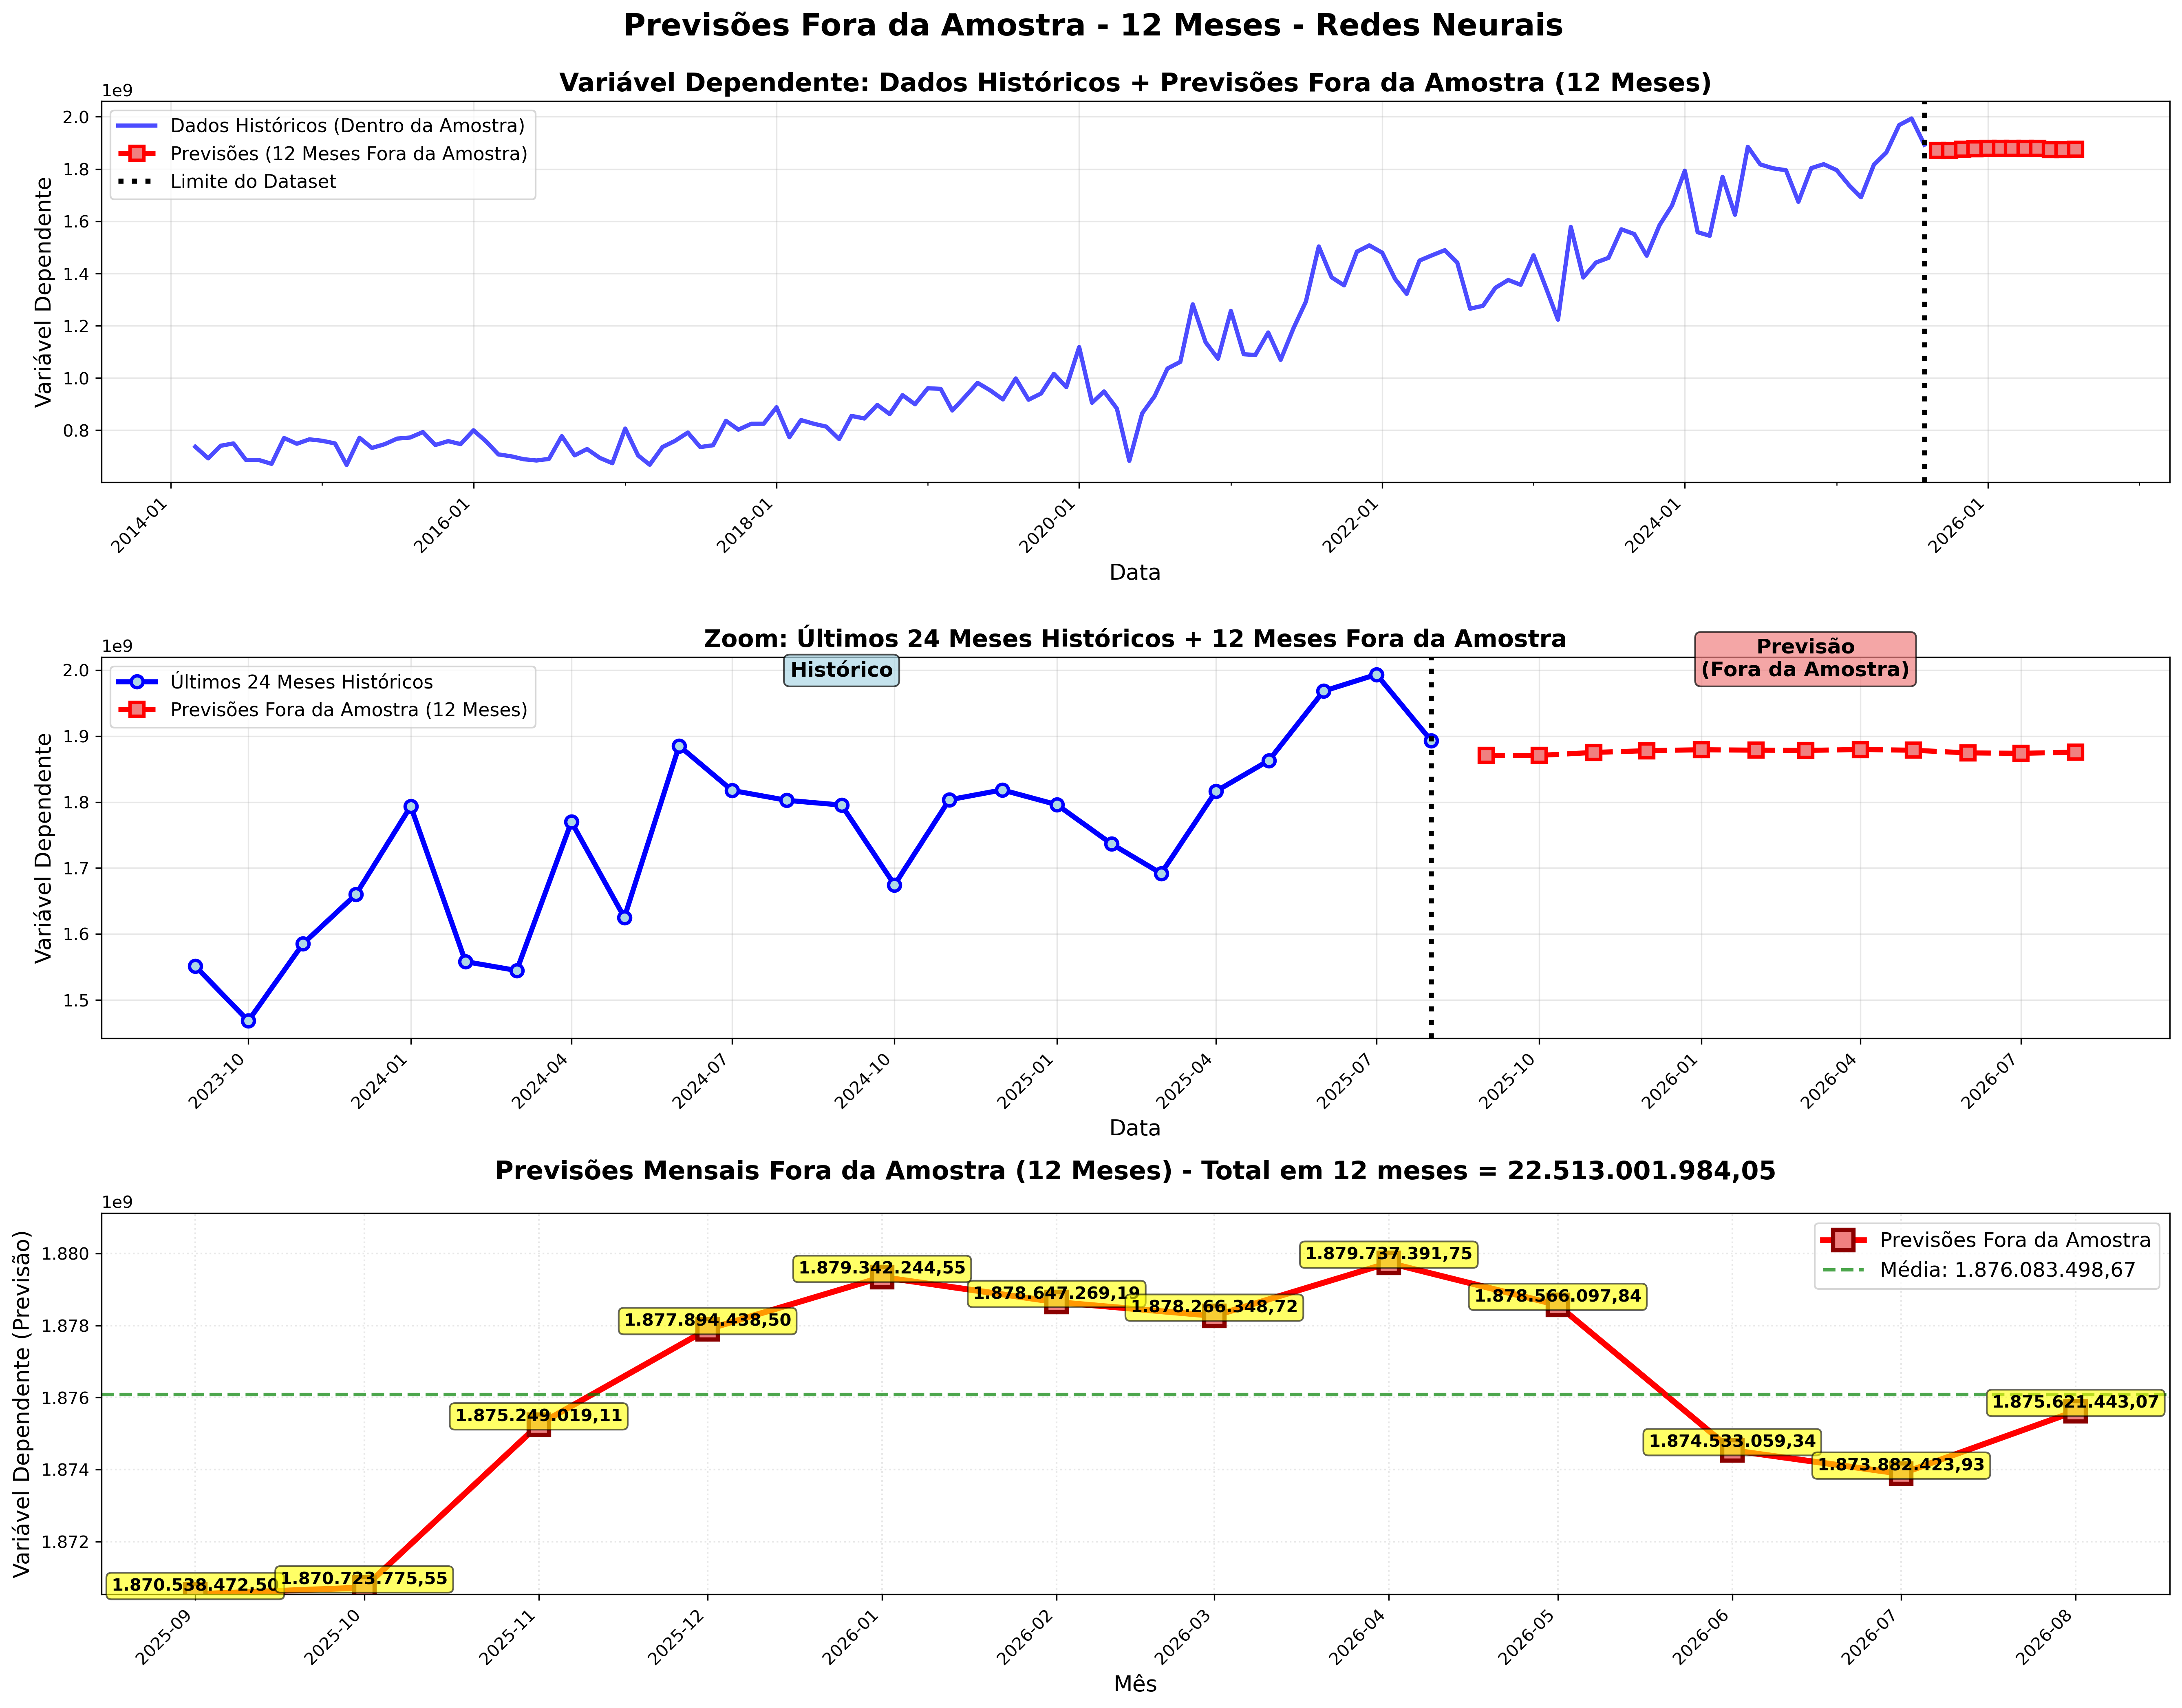 Previsões Fora da Amostra - 12 Meses - Redes Neurais
Variável Dependente: Dados Históricos + Previsões Fora da Amostra (12 Meses)
1e9
Dados Históricos (Dentro da Amostra)
Previsões (12 Meses Fora da Amostra)
Limite do Dataset
Variável Dependente
2.0
1.8
1.6
1.4
1.2
1.0
0.8
2014-01
2016-01
2018-01
2020-01
2022-01
2024-01
2026-01
Data
Zoom: Últimos 24 Meses Históricos + 12 Meses Fora da Amostra
1e9
Últimos 24 Meses Históricos
Previsões Fora da Amostra (12 Meses)
Histórico
Previsão
(Fora da Amostra)
Variável Dependente
2.0
1.9
1.8
1.7
1.6
1.5
2023-10
2024-01
2024-04
2024-07
2024-10
2025-01
2025-04
2025-07
2025-10
2026-01
2026-04
2026-07
Data
Previsões Mensais Fora da Amostra (12 Meses) - Total em 12 meses = 22.513.001.984,05
1e9
Previsões Fora da Amostra
Média: 1.876.083.498,67
Variável Dependente (Previsão)
1.880
1.878
1.876
1.874
1.872
1.870.538.472,50
1.870.723.775,55
1.875.249.019,11
1.877.894.438,50
1.879.342.244,55
1.878.647.269,19
1.878.266.348,72
1.879.737.391,75
1.878.566.097,84
1.874.533.059,34
1.873.882.423,93
1.875.621.443,07
2025-09
2025-10
2025-11
2025-12
2026-01
2026-02
2026-03
2026-04
2026-05
2026-06
2026-07
2026-08
Mês